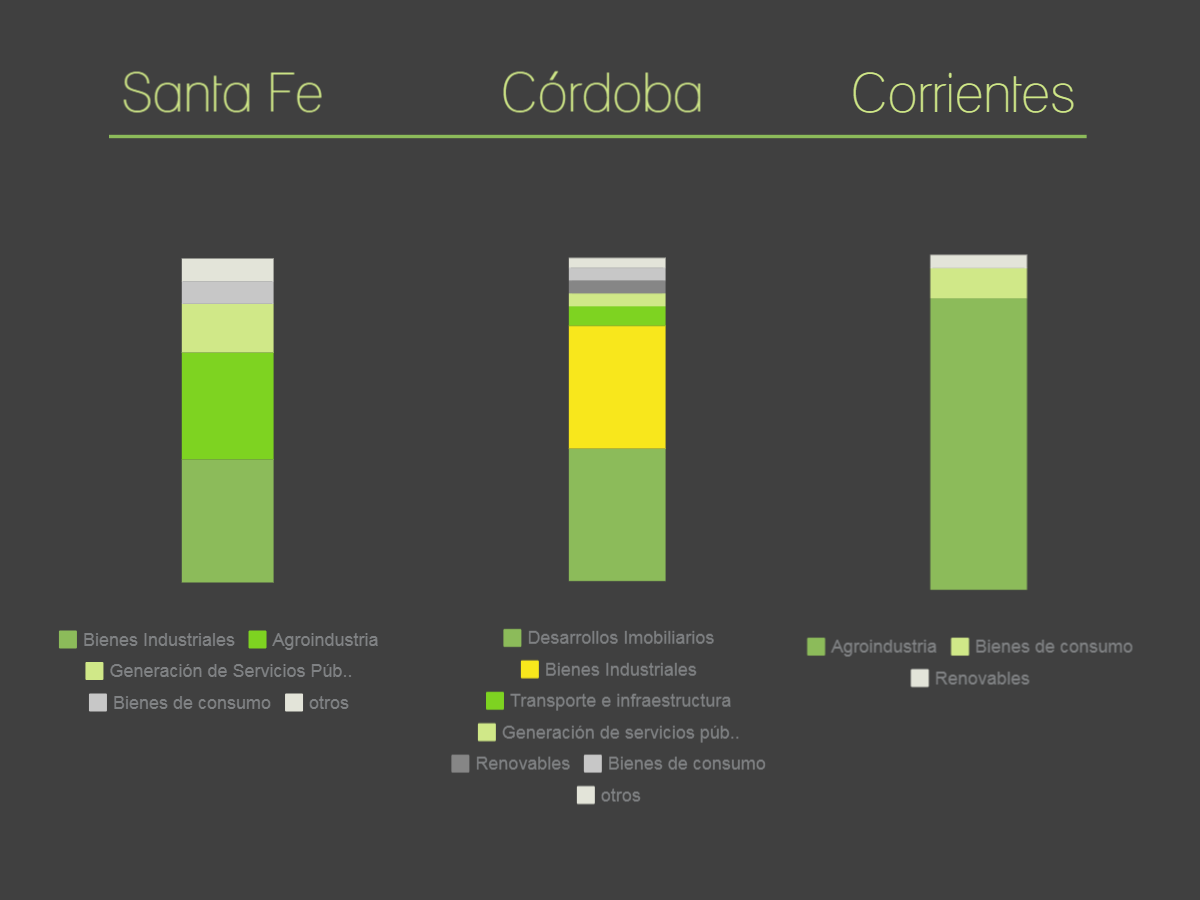 Santa Fe
Córdoba
Corrientes
Bienes Industriales Agroindustria
Generación de Servicios Púb..
Bienes de consumo otros
Desarrollos Imobiliarios
Bienes Industriales
Transporte e infraestructura
Generación de servicios púb..
Renovables Bienes de consumo
otros
Agroindustria Bienes de consumo
Renovables